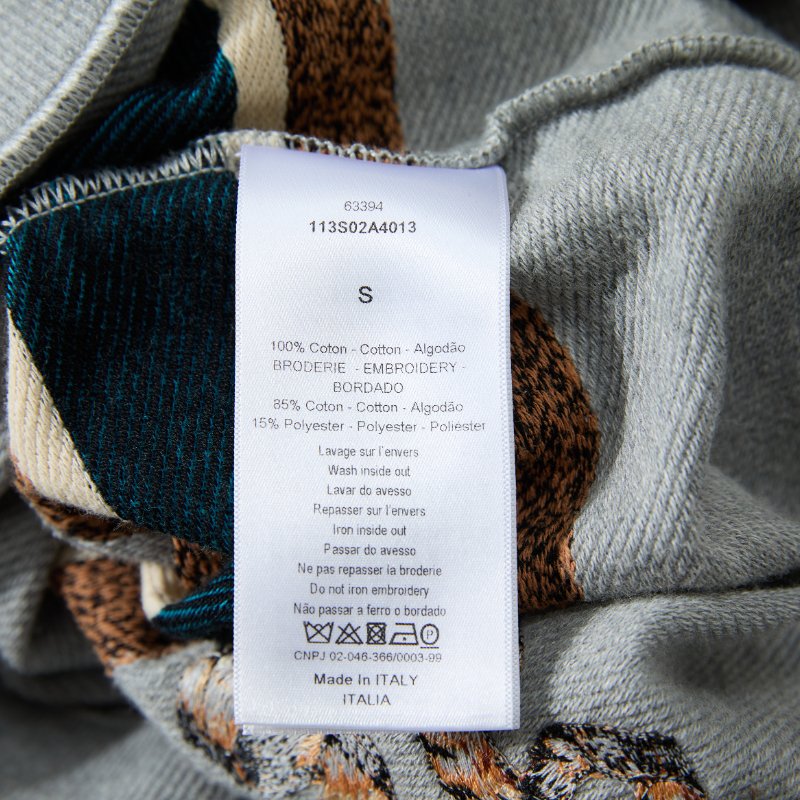 63394
113S02A4013
S
100% Coton - Cotton - Algodão
BRODERIE - EMBROIDERY -
BORDADO
85% Coton - Cotton - Algodão
15% Polyester - Polyester - Poliéster
Lavage sur l'envers
Wash inside out
Lavar do avesso
Repasser sur l'envers
Iron inside out
Passar do avesso
Ne pas repasser la broderie
Do not iron embroidery
Não passar a ferro o bordado
P
CNPJ 02-046-366/0003-99
Made In ITALY
ITALIA